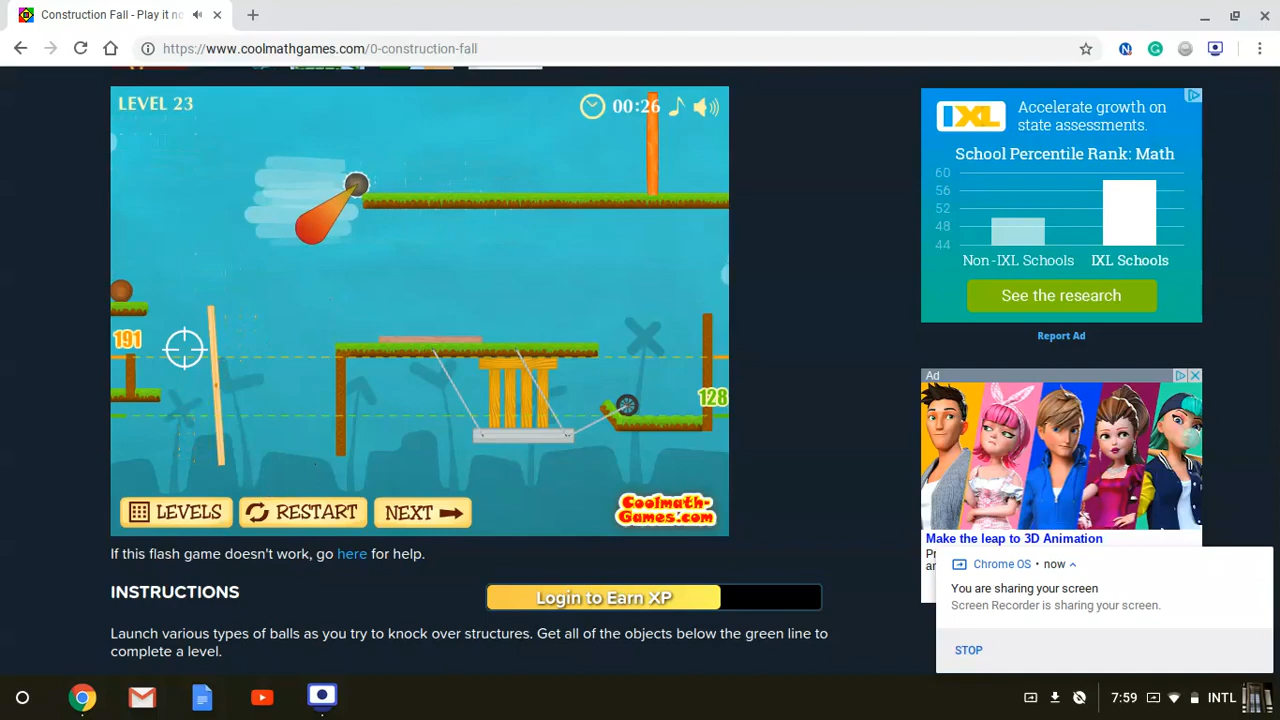 Construction Fall - Play it no
https://www.coolmathgames.com/0-construction-fall
LEVEL 23
00:26
191
128
LEVELS
RESTART
NEXT
Coolmath-
Games.com
If this flash game doesn't work, go here for help.
INSTRUCTIONS
Login to Earn XP
Launch various types of balls as you try to knock over structures. Get all of the objects below the green line to
complete a level.
IXL
Accelerate growth on
state assessments.
School Percentile Rank: Math
60
56
52
48
44
Non-IXL Schools
IXL Schools
See the research
Report Ad
Ad
Make the leap to 3D Animation
Chrome OS • now
You are sharing your screen
Screen Recorder is sharing your screen.
STOP
7:59
INTL